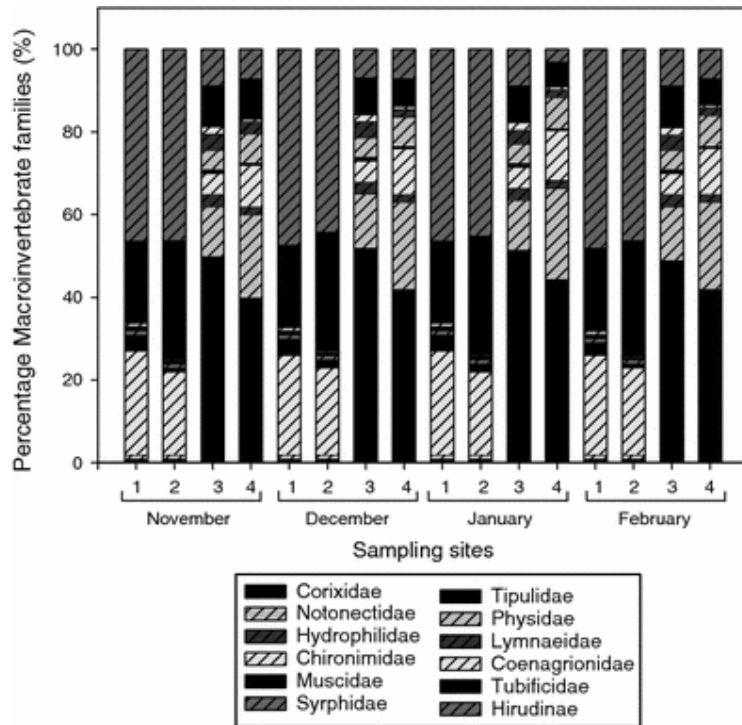 Percentage Macroinvertebrate families (%)
100
80
60
40
20
0
1 2 3 4 1 2 3 4 1 2 3 4 1 2 3 4
November December January February
Sampling sites
Corixidae Tipulidae
Notonectidae Physidae
Hydrophilidae Lymnaeidae
Chironimidae Coenagrionidae
Muscidae Tubificidae
Syrphidae Hirudinae